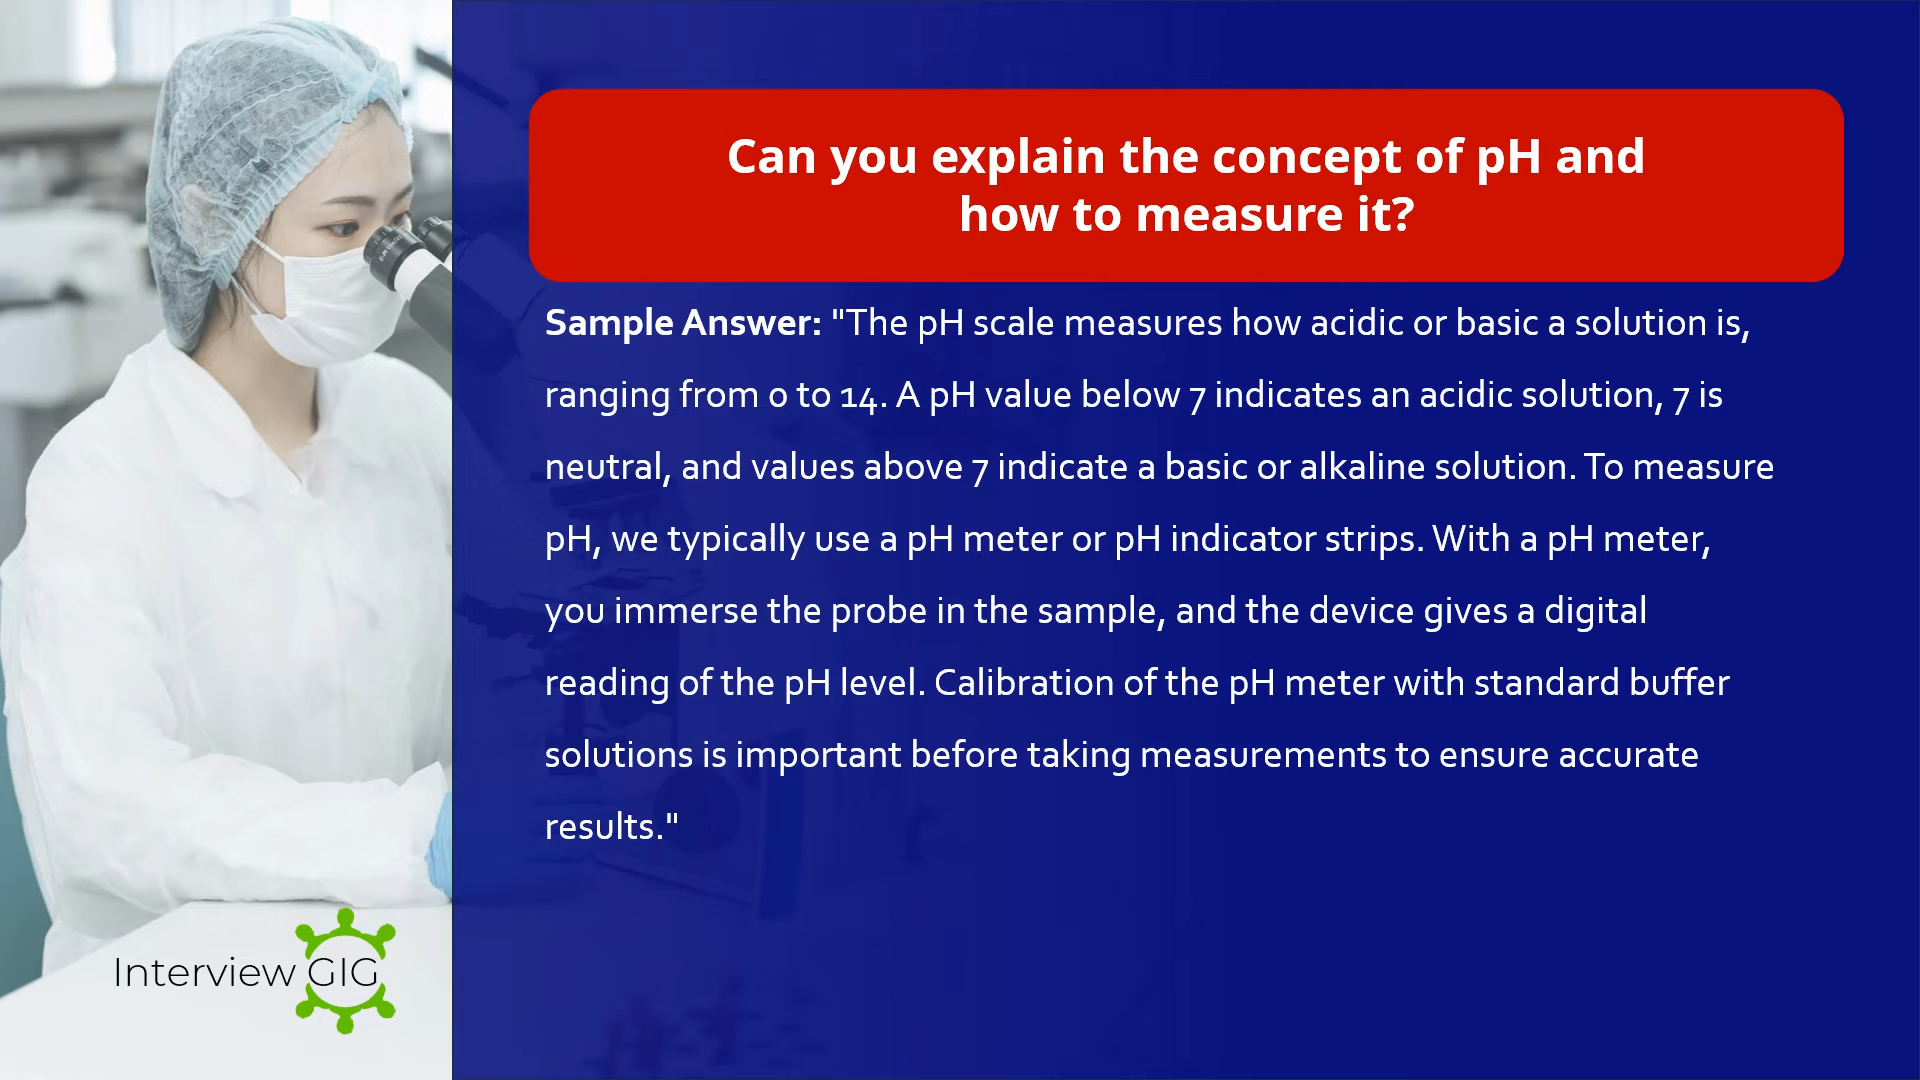 Can you explain the concept of pH and
how to measure it?
Sample Answer: "The pH scale measures how acidic or basic a solution is,
ranging from 0 to 14. A pH value below 7 indicates an acidic solution, 7 is
neutral, and values above 7 indicate a basic or alkaline solution. To measure
pH, we typically use a pH meter or pH indicator strips. With a pH meter,
you immerse the probe in the sample, and the device gives a digital
reading of the pH level. Calibration of the pH meter with standard buffer
solutions is important before taking measurements to ensure accurate
results."
Interview GIG